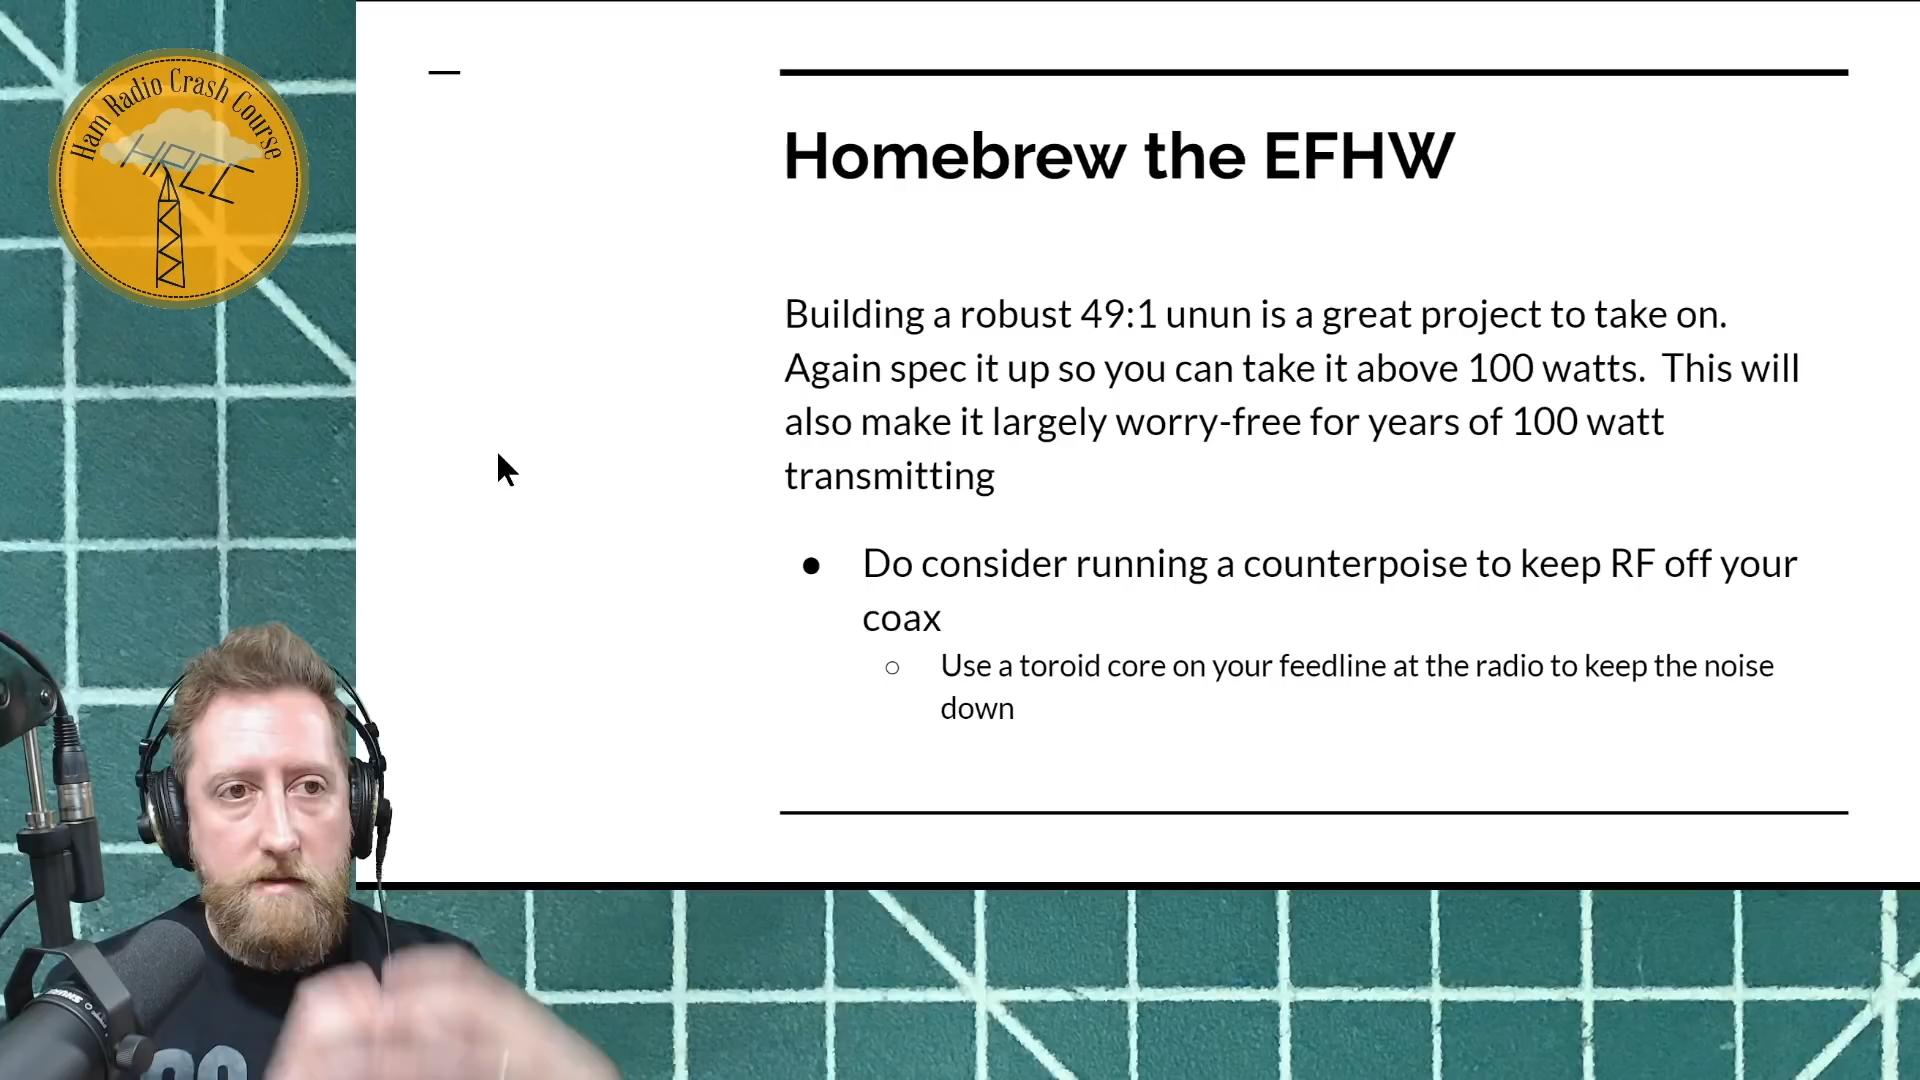 Ham Radio Crash Course
HRCC
Homebrew the EFHW
Building a robust 49:1 unun is a great project to take on.
Again spec it up so you can take it above 100 watts.  This will
also make it largely worry-free for years of 100 watt
transmitting
● Do consider running a counterpoise to keep RF off your
coax
○ Use a toroid core on your feedline at the radio to keep the noise
down